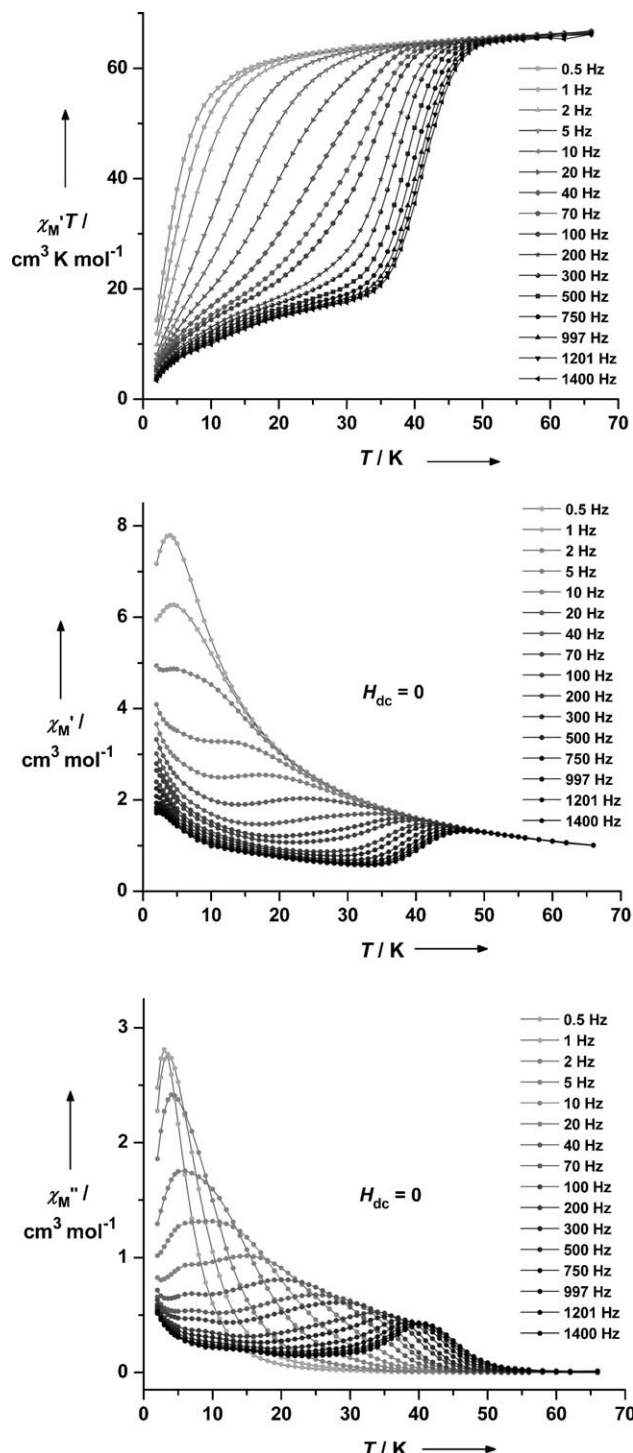 60
40
20
0
χM'T /
cm3 K mol-1
0.5 Hz
1 Hz
2 Hz
5 Hz
10 Hz
20 Hz
40 Hz
70 Hz
100 Hz
200 Hz
300 Hz
500 Hz
750 Hz
997 Hz
1201 Hz
1400 Hz
0 10 20 30 40 50 60 70
T / K
8
6
4
2
0
χM' /
cm3 mol-1
Hdc = 0
0.5 Hz
1 Hz
2 Hz
5 Hz
10 Hz
20 Hz
40 Hz
70 Hz
100 Hz
200 Hz
300 Hz
500 Hz
750 Hz
997 Hz
1201 Hz
1400 Hz
0 10 20 30 40 50 60 70
T / K
3
2
1
0
χM'' /
cm3 mol-1
Hdc = 0
0.5 Hz
1 Hz
2 Hz
5 Hz
10 Hz
20 Hz
40 Hz
70 Hz
100 Hz
200 Hz
300 Hz
500 Hz
750 Hz
997 Hz
1201 Hz
1400 Hz
0 10 20 30 40 50 60 70
T / K